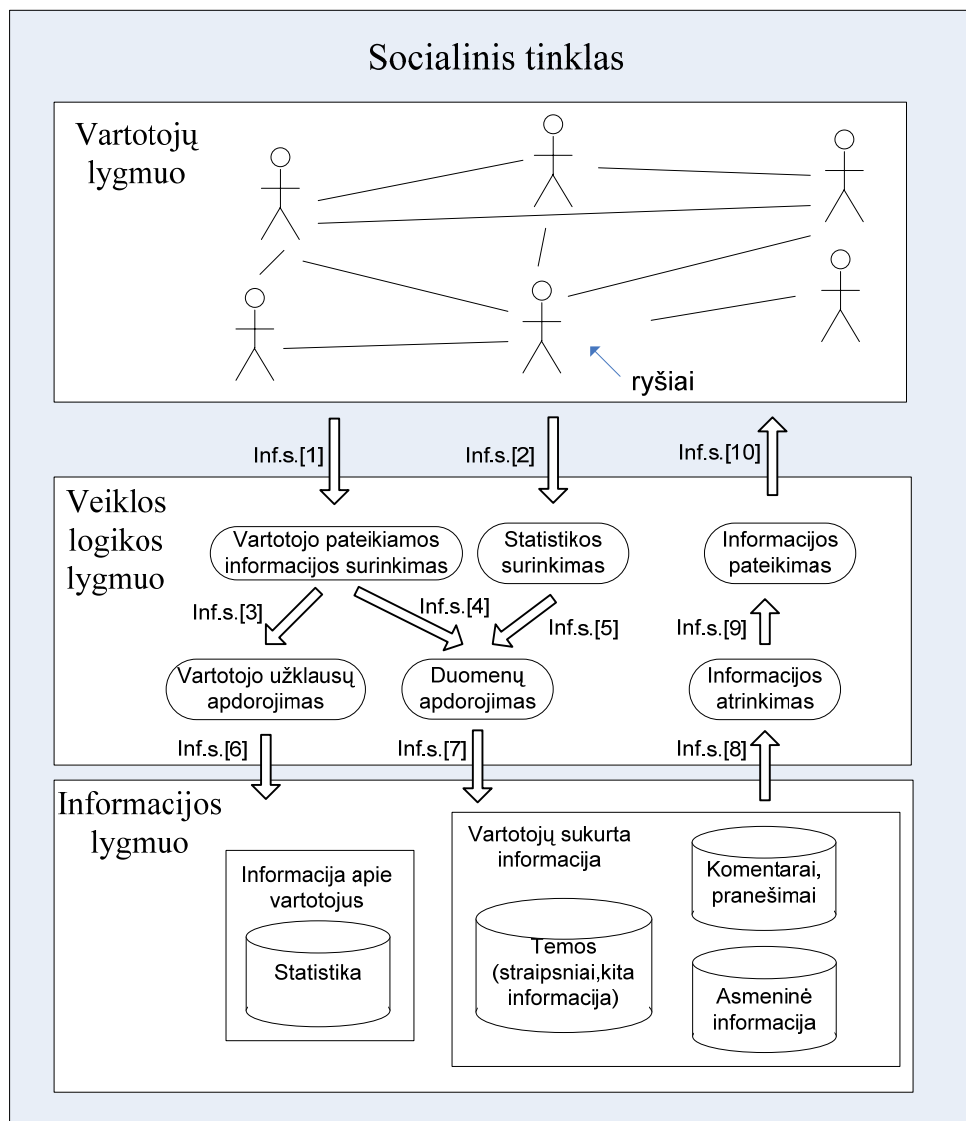 Socialinis tinklas
Vartotojų
lygmuo
ryšiai
Inf.s.[1]
Inf.s.[2]
Inf.s.[10]
Veiklos
logikos
lygmuo
Vartotojo pateikiamos
informacijos surinkimas
Statistikos
surinkimas
Informacijos
pateikimas
Inf.s.[3]
Inf.s.[4]
Inf.s.[5]
Inf.s.[9]
Vartotojo užklausų
apdorojimas
Duomenų
apdorojimas
Informacijos
atrinkimas
Inf.s.[6]
Inf.s.[7]
Inf.s.[8]
Informacijos
lygmuo
Informacija apie
vartotojus
Statistika
Vartotojų sukurta
informacija
Temos
(straipsniai,kita
informacija)
Komentarai,
pranešimai
Asmeninė
informacija